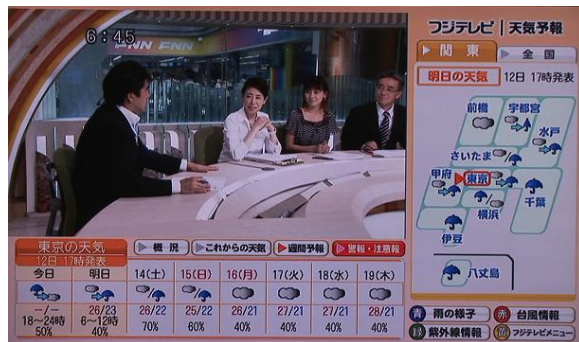 6:45
FNN FNN
フジテレビ | 天気予報
▶ 関東 ▶ 全国
明日の天気 12日 17時発表
前橋 宇都宮
水戸
さいたま
甲府 東京
横浜 千葉
伊豆
八丈島
東京の天気
12日 17時発表
▶ 概 況 ▶これからの天気 ▶週間予報 ▶警報・注意報
今日 明日 14(土) 15(日) 16(月) 17(火) 18(水) 19(木)
--/-- 26/23 26/22 25/22 26/21 27/21 27/21 28/21
18~24時 6~12時
50% 40% 70% 60% 40% 40% 40% 40%
青 雨の様子 赤 台風情報
緑 紫外線情報 フジテレビメニュー